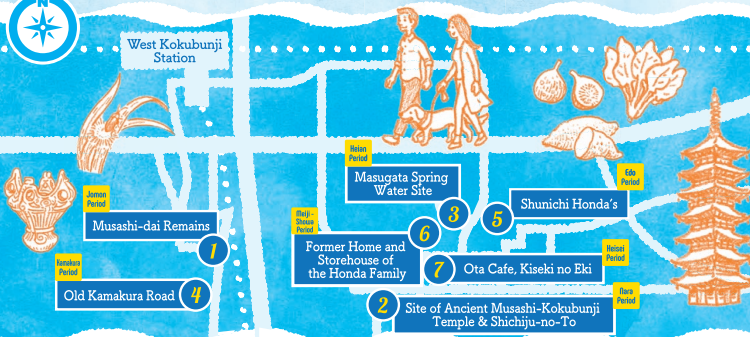 N
West Kokubunji
Station
Heian
Period
Masugata Spring
Water Site
3
Edo
Period
Shunichi Honda's
5
Jomon
Period
Musashi-dai Remains
1
Meiji –
Showa
Period
Former Home and
Storehouse of
the Honda Family
6
Heisei
Period
Ota Cafe, Kiseki no Eki
7
Kamakura
Period
Old Kamakura Road
4
Nara
Period
Site of Ancient Musashi-Kokubunji
Temple & Shichiju-no-To
2